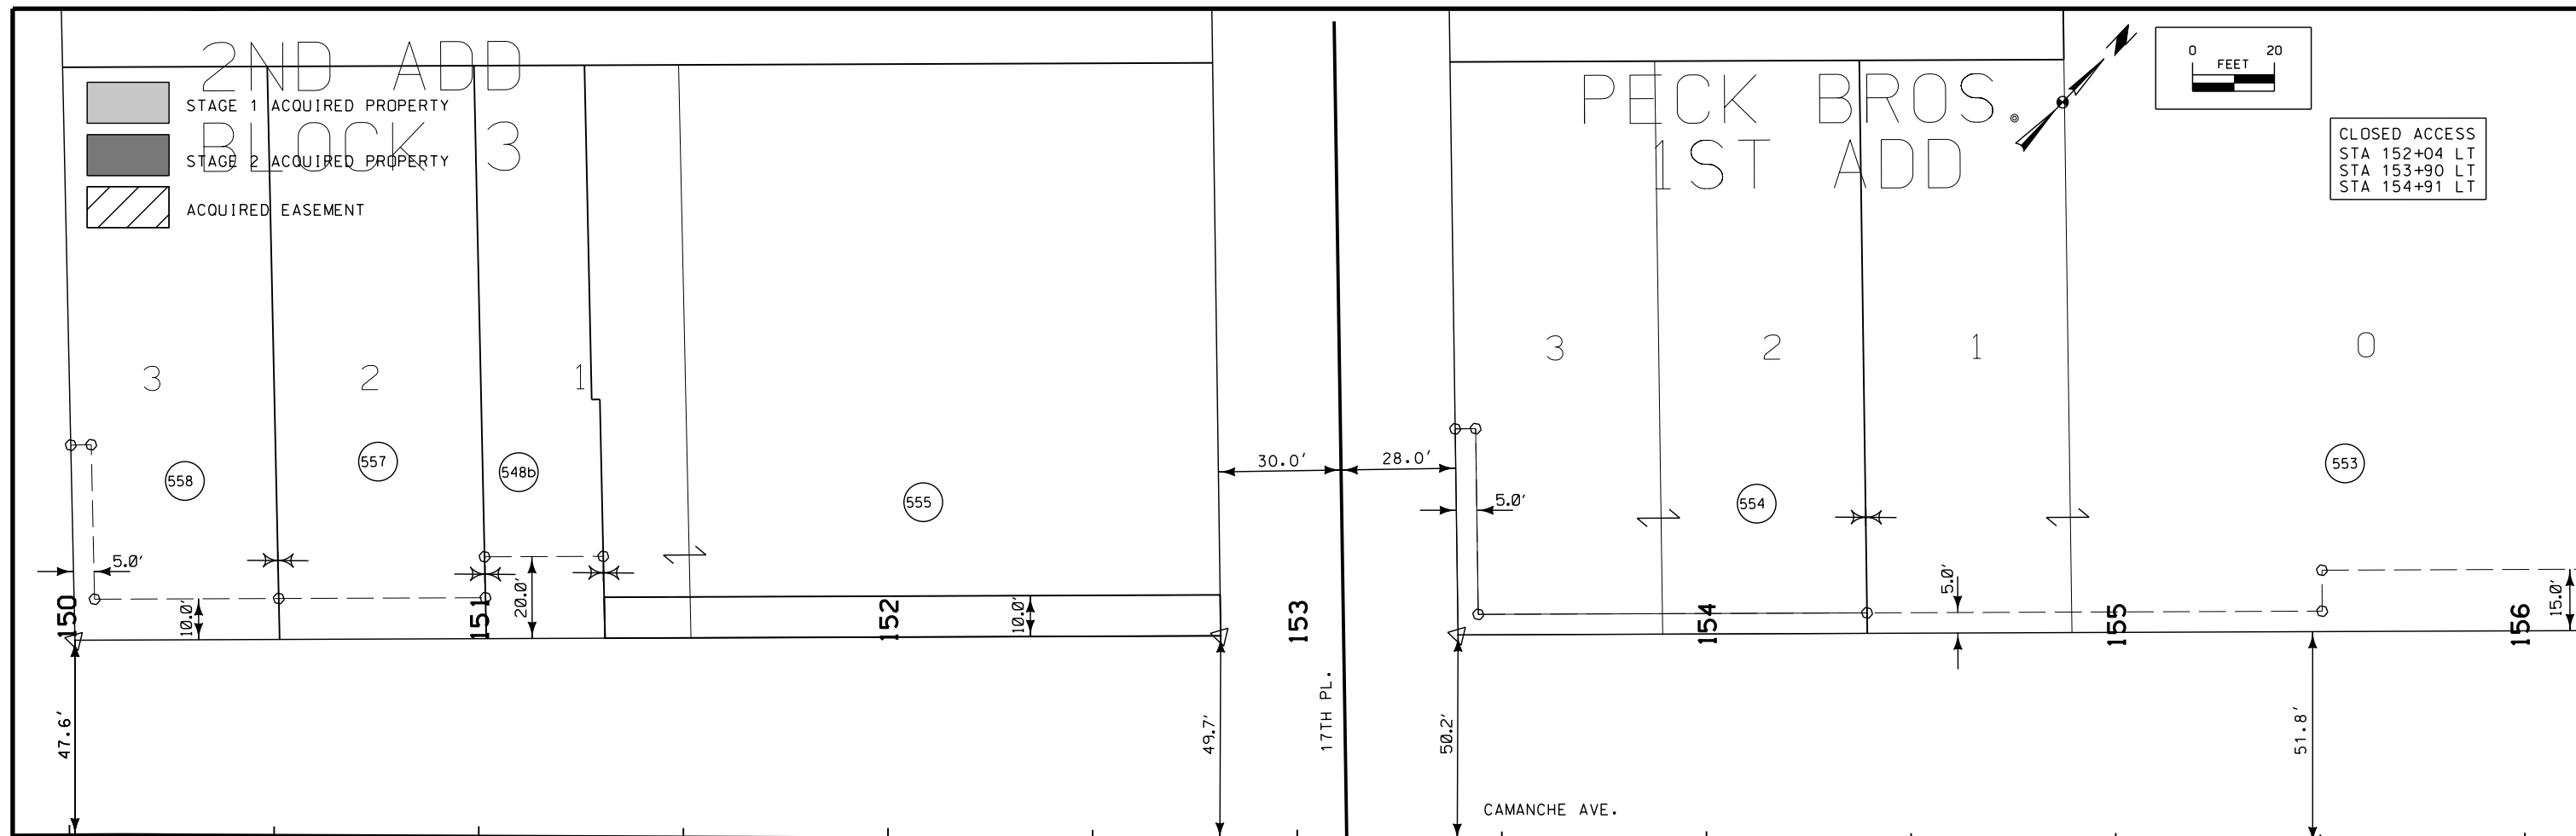 2ND ADD
BLOCK 3
STAGE 1 ACQUIRED PROPERTY
STAGE 2 ACQUIRED PROPERTY
ACQUIRED EASEMENT
PECK BROS.
1ST ADD
N
0 20
FEET
CLOSED ACCESS
STA 152+04 LT
STA 153+90 LT
STA 154+91 LT
3
2
1
3
2
1
0
558
557
548b
555
554
553
30.0'
28.0'
5.0'
5.0'
10.0'
20.0'
10.0'
5.0'
15.0'
150
151
152
153
154
155
156
47.6'
49.7'
17TH PL.
50.2'
51.8'
CAMANCHE AVE.